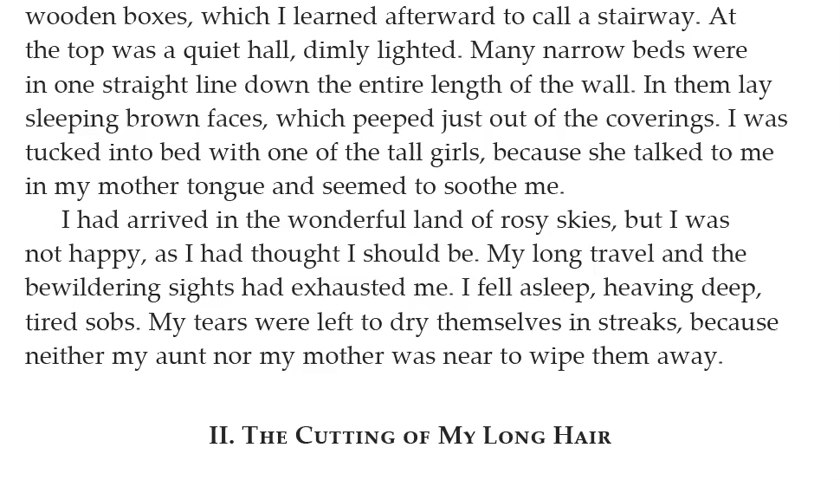 wooden boxes, which I learned afterward to call a stairway. At
the top was a quiet hall, dimly lighted. Many narrow beds were
in one straight line down the entire length of the wall. In them lay
sleeping brown faces, which peeped just out of the coverings. I was
tucked into bed with one of the tall girls, because she talked to me
in my mother tongue and seemed to soothe me.
I had arrived in the wonderful land of rosy skies, but I was
not happy, as I had thought I should be. My long travel and the
bewildering sights had exhausted me. I fell asleep, heaving deep,
tired sobs. My tears were left to dry themselves in streaks, because
neither my aunt nor my mother was near to wipe them away.
II. The Cutting of My Long Hair